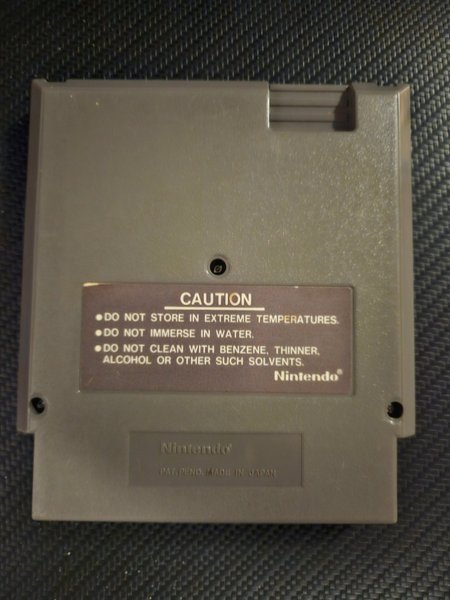 CAUTION
●DO NOT STORE IN EXTREME TEMPERATURES.
●DO NOT IMMERSE IN WATER.
●DO NOT CLEAN WITH BENZENE, THINNER,
ALCOHOL OR OTHER SUCH SOLVENTS.
Nintendo®
Nintendo®
PAT. PEND. MADE IN JAPAN